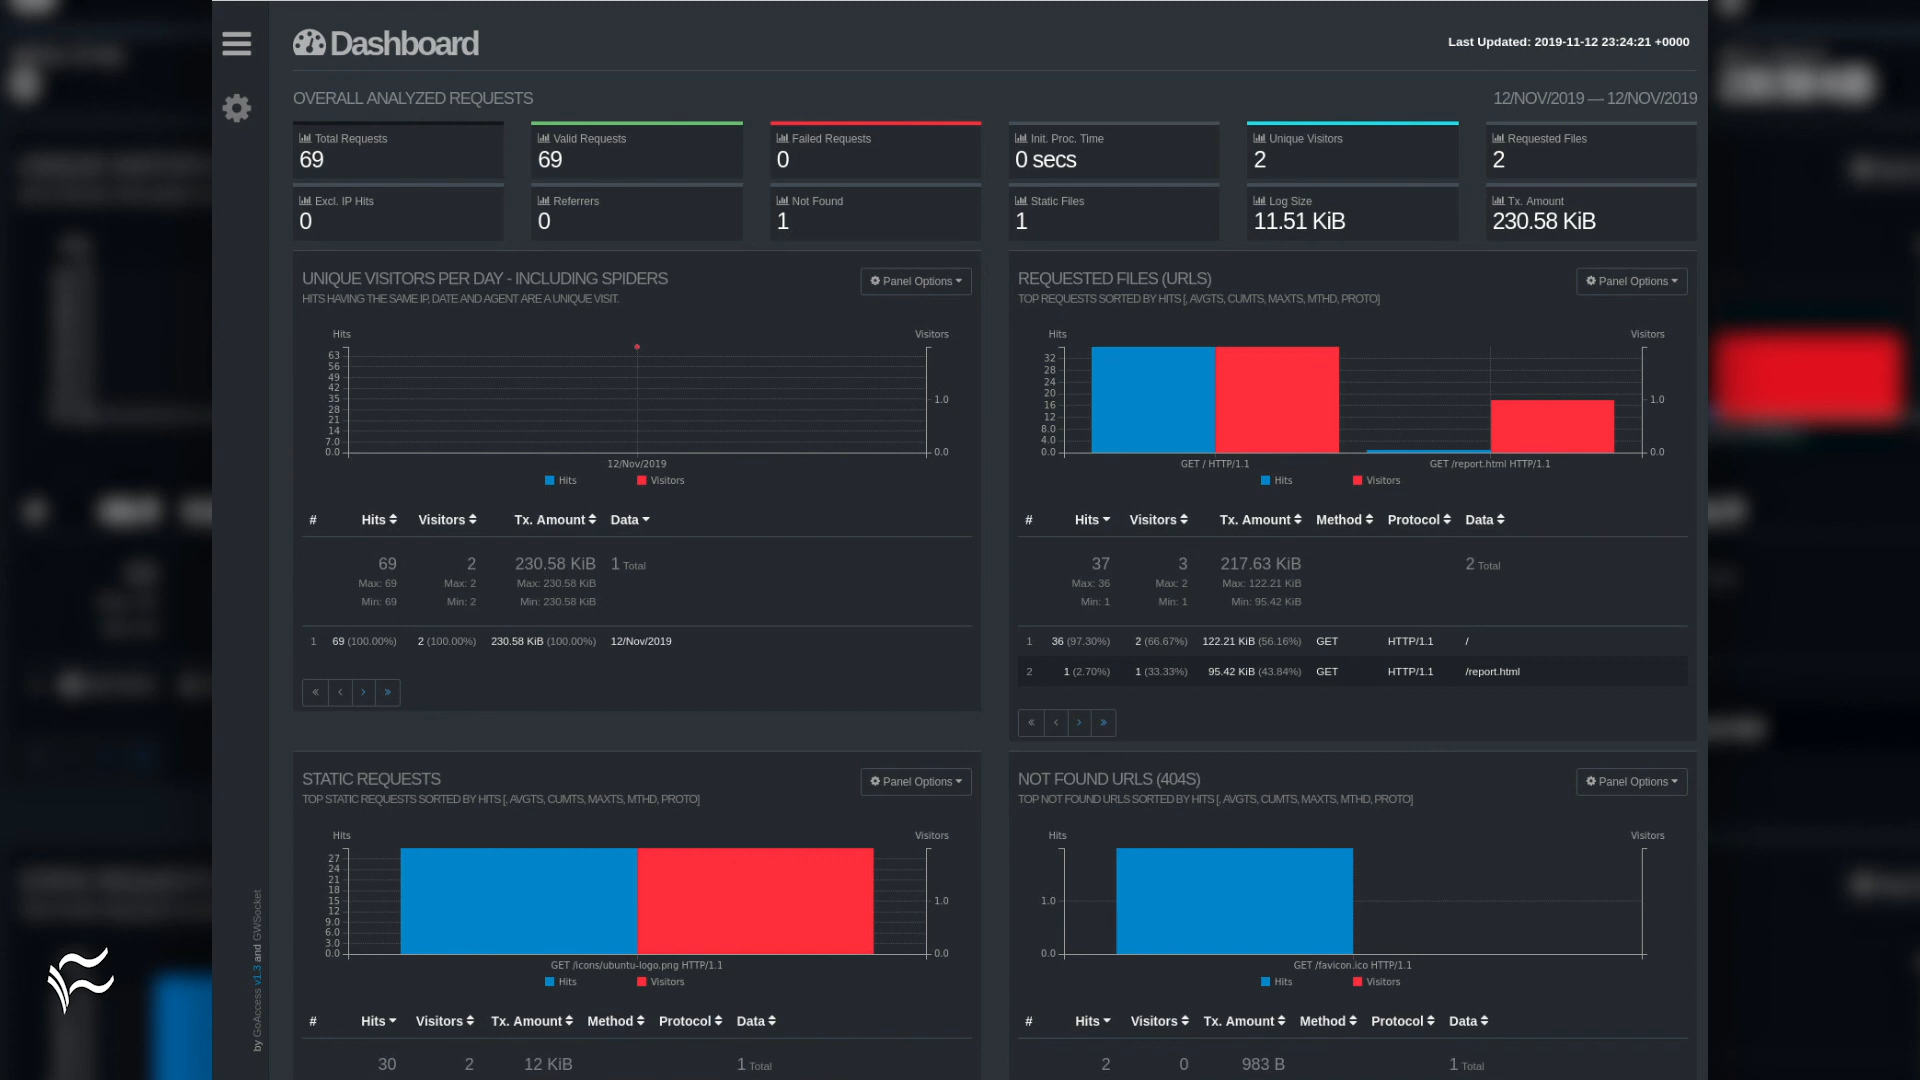 Dashboard
Last Updated: 2019-11-12 23:24:21 +0000
OVERALL ANALYZED REQUESTS
12/NOV/2019 — 12/NOV/2019
Total Requests
69
Valid Requests
69
Failed Requests
0
Init. Proc. Time
0 secs
Unique Visitors
2
Requested Files
2
Excl. IP Hits
0
Referrers
0
Not Found
1
Static Files
1
Log Size
11.51 KiB
Tx. Amount
230.58 KiB
UNIQUE VISITORS PER DAY - INCLUDING SPIDERS
Panel Options
HITS HAVING THE SAME IP, DATE AND AGENT ARE A UNIQUE VISIT.
Hits
Visitors
63
56
49
42
35
28
21
14
7.0
0.0
1.0
0.0
12/Nov/2019
Hits
Visitors
# Hits Visitors Tx. Amount Data
69 2 230.58 KiB 1 Total
Max: 69 Max: 2 Max: 230.58 KiB
Min: 69 Min: 2 Min: 230.58 KiB
1 69 (100.00%) 2 (100.00%) 230.58 KiB (100.00%) 12/Nov/2019
« ‹ › »
REQUESTED FILES (URLS)
Panel Options
TOP REQUESTS SORTED BY HITS [, AVGTS, CUMTS, MAXTS, MTHD, PROTO]
Hits
Visitors
32
28
24
20
16
12
8.0
4.0
0.0
1.0
0.0
GET / HTTP/1.1
GET /report.html HTTP/1.1
Hits
Visitors
# Hits Visitors Tx. Amount Method Protocol Data
37 3 217.63 KiB 2 Total
Max: 36 Max: 2 Max: 122.21 KiB
Min: 1 Min: 1 Min: 95.42 KiB
1 36 (97.30%) 2 (66.67%) 122.21 KiB (56.16%) GET HTTP/1.1 /
2 1 (2.70%) 1 (33.33%) 95.42 KiB (43.84%) GET HTTP/1.1 /report.html
« ‹ › »
STATIC REQUESTS
Panel Options
TOP STATIC REQUESTS SORTED BY HITS [, AVGTS, CUMTS, MAXTS, MTHD, PROTO]
Hits
Visitors
27
24
21
18
15
12
9.0
6.0
3.0
0.0
1.0
0.0
GET /icons/ubuntu-logo.png HTTP/1.1
Hits
Visitors
# Hits Visitors Tx. Amount Method Protocol Data
30 2 12 KiB 1 Total
NOT FOUND URLS (404S)
Panel Options
TOP NOT FOUND URLS SORTED BY HITS [, AVGTS, CUMTS, MAXTS, MTHD, PROTO]
Hits
Visitors
1.0
0.0
GET /favicon.ico HTTP/1.1
Hits
Visitors
# Hits Visitors Tx. Amount Method Protocol Data
2 0 983 B 1 Total
by GoAccess v1.3 and GWSocket